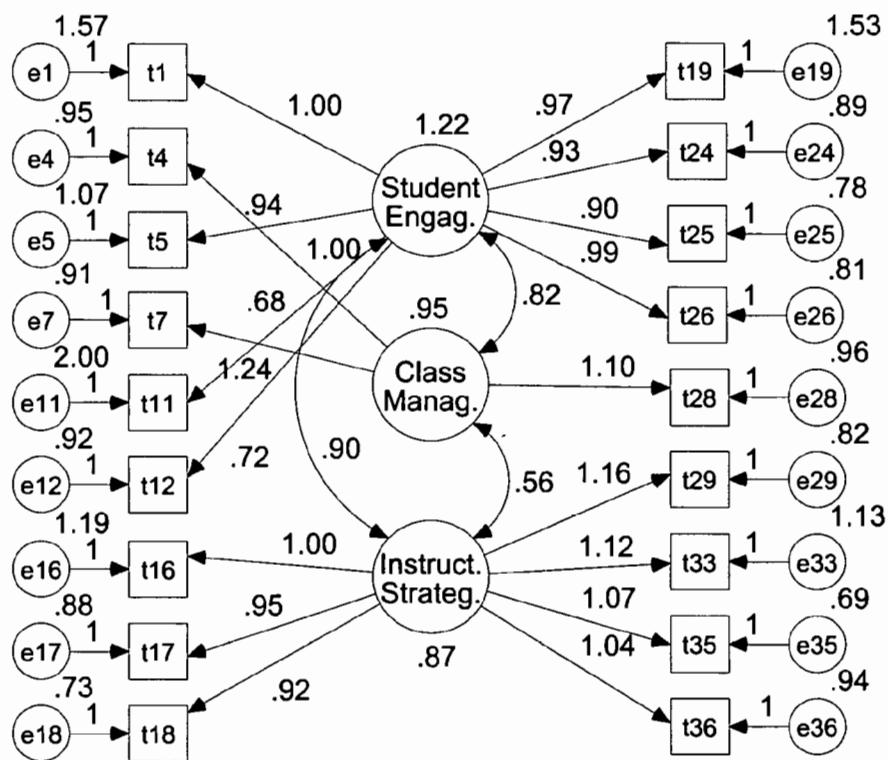 1.57
1.53
e1
1
t1
t19
1
e19
.95
1.00
.97
1.22
.89
e4
1
t4
.93
t24
1
e24
1.07
Student
Engag.
.78
e5
1
t5
.94
.90
t25
1
e25
.91
1.00
.99
.81
e7
1
t7
.68
.95
.82
t26
1
e26
2.00
1.24
Class
Manag.
1.10
.96
e11
1
t11
t28
1
e28
.92
.82
e12
1
t12
.72
.90
.56
1.16
t29
1
e29
1.19
1.13
e16
1
t16
1.00
Instruct.
Strateg.
1.12
t33
1
e33
.88
.69
e17
1
t17
.95
1.07
t35
1
e35
.73
.87
1.04
.94
e18
1
t18
.92
t36
1
e36